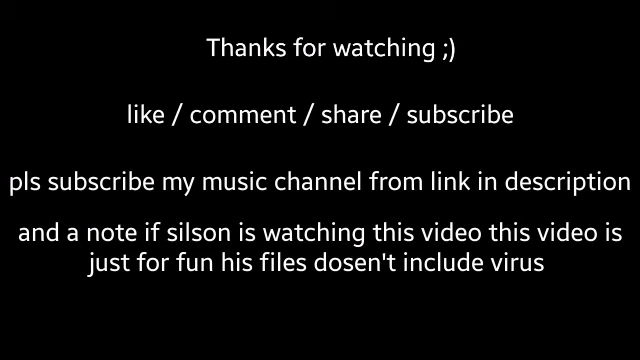 Thanks for watching ;)
like / comment / share / subscribe
pls subscribe my music channel from link in description
and a note if silson is watching this video this video is
just for fun his files dosen't include virus